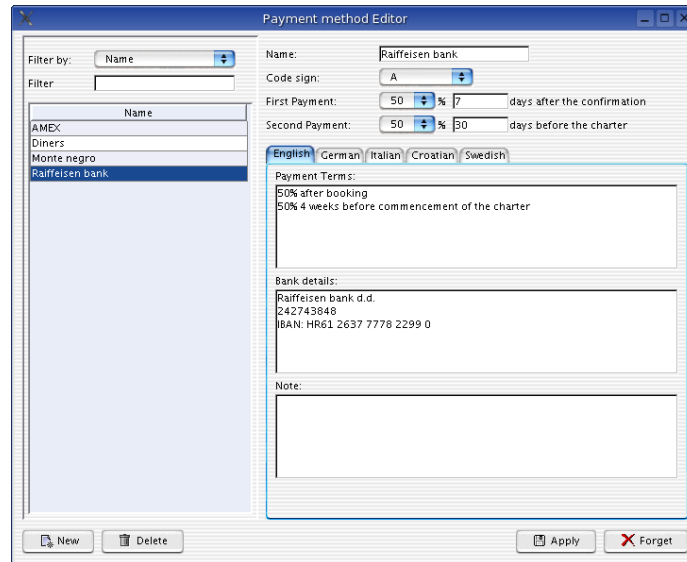 Payment method Editor
Filter by: Name
Filter
Name
AMEX
Diners
Monte negro
Raiffeisen bank
Name: Raiffeisen bank
Code sign: A
First Payment: 50 % 7 days after the confirmation
Second Payment: 50 % 30 days before the charter
English German Italian Croatian Swedish
Payment Terms:
50% after booking
50% 4 weeks before commencement of the charter
Bank details:
Raiffeisen bank d.d.
242743848
IBAN: HR61 2637 7778 2299 0
Note:
New Delete Apply Forget